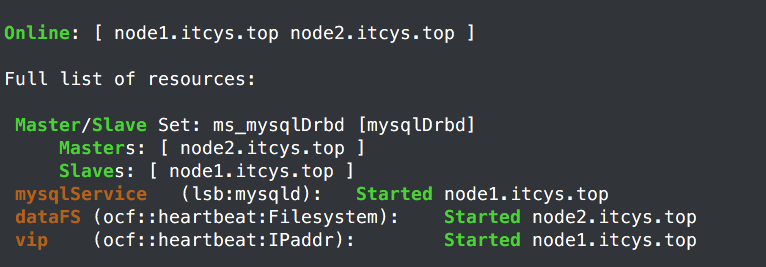 Online: [ node1.itcys.top node2.itcys.top ]
Full list of resources:
Master/Slave Set: ms_mysqlDrbd [mysqlDrbd]
Masters: [ node2.itcys.top ]
Slaves: [ node1.itcys.top ]
mysqlService (lsb:mysqld): Started node1.itcys.top
dataFS (ocf::heartbeat:Filesystem): Started node2.itcys.top
vip (ocf::heartbeat:IPaddr): Started node1.itcys.top